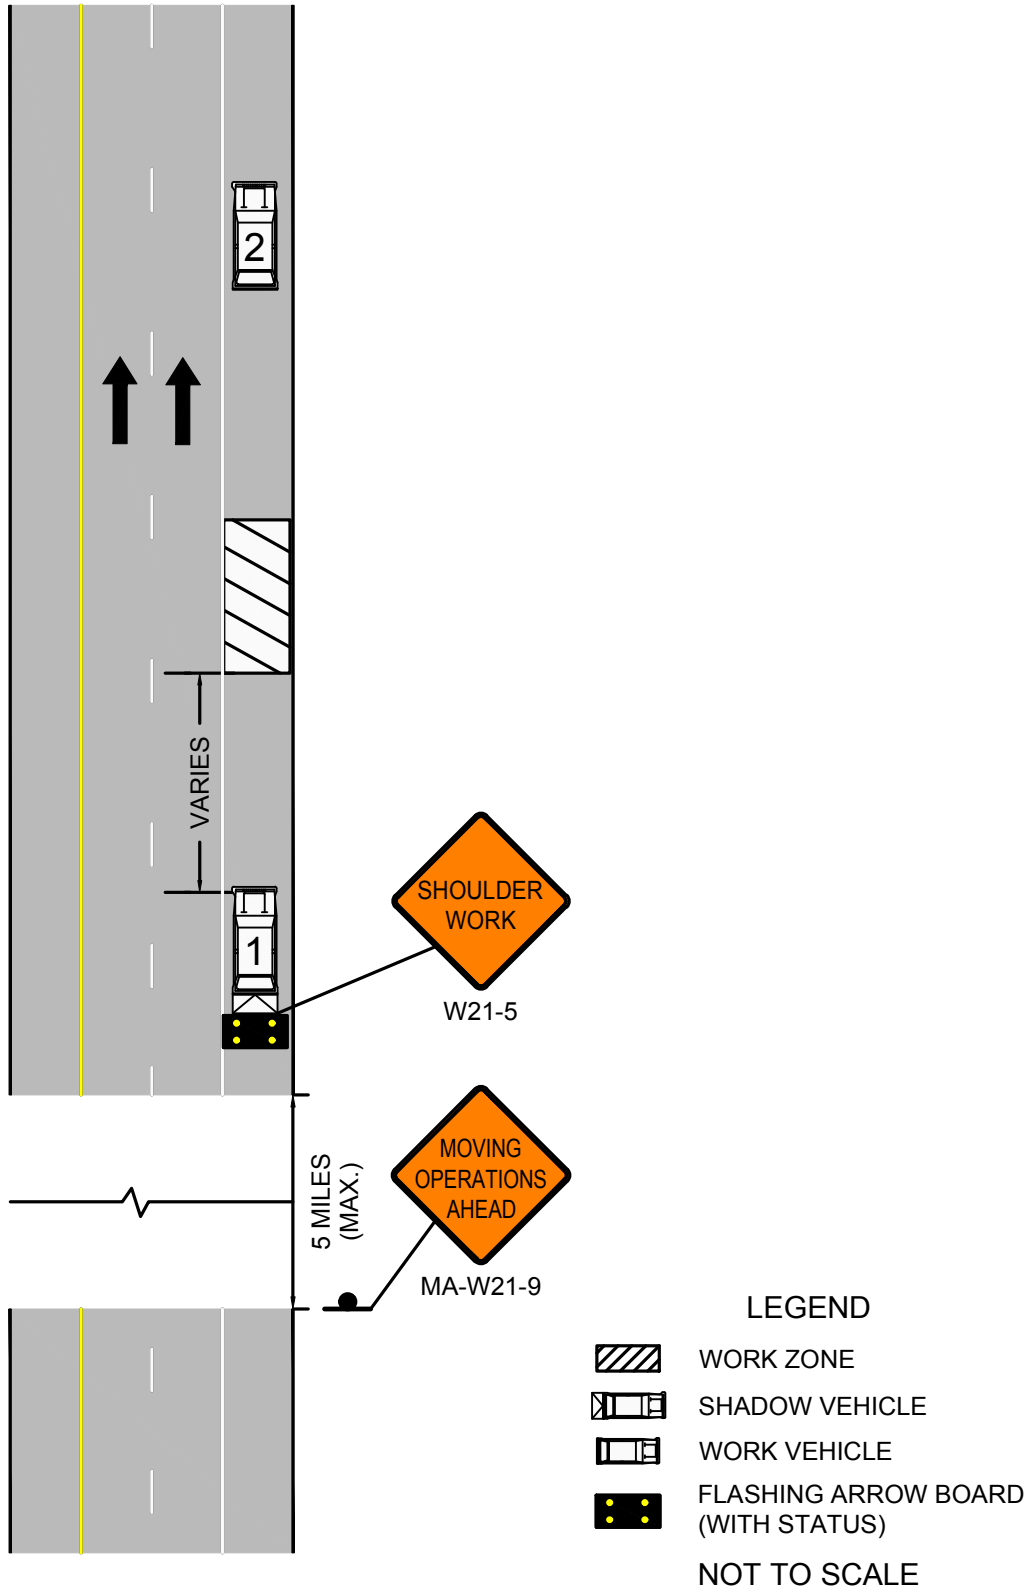 2
VARIES
SHOULDER
WORK
1
W21-5
MOVING
OPERATIONS
AHEAD
5 MILES
(MAX.)
MA-W21-9
LEGEND
WORK ZONE
SHADOW VEHICLE
WORK VEHICLE
FLASHING ARROW BOARD
(WITH STATUS)
NOT TO SCALE